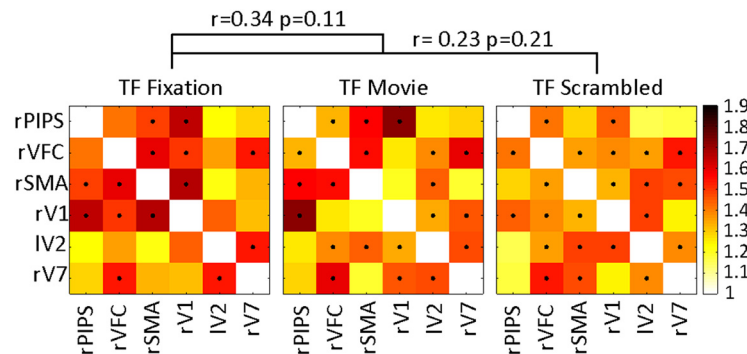 r=0.34 p=0.11
r= 0.23 p=0.21
TF Fixation TF Movie TF Scrambled
rPIPS
rVFC
rSMA
rV1
lV2
rV7
rPIPS rVFC rSMA rV1 lV2 rV7
rPIPS rVFC rSMA rV1 lV2 rV7
rPIPS rVFC rSMA rV1 lV2 rV7
1.9
1.8
1.7
1.6
1.5
1.4
1.3
1.2
1.1
1